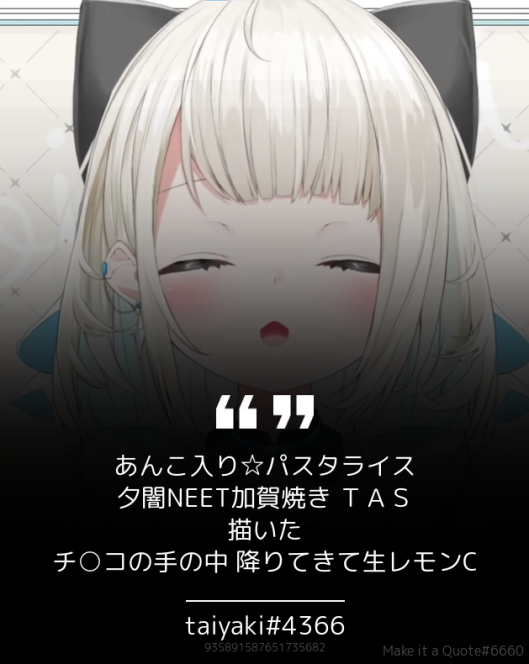 ❝❞
あんこ入り☆パスタライス
夕闇NEET加賀焼き ＴＡＳ
描いた
チ○コの手の中 降りてきて生レモンC
taiyaki#4366
935891587651735682
Make it a Quote#6660